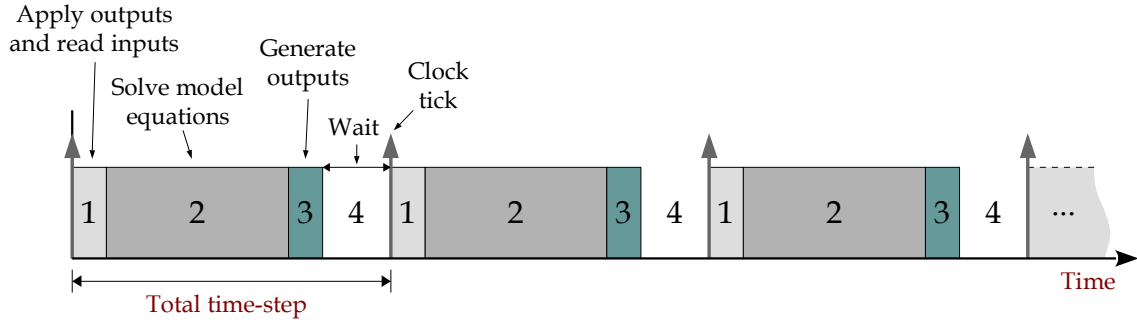 Apply outputs
and read inputs
Solve model
equations
Generate
outputs
Wait
Clock
tick
1 2 3 4 1 2 3 4 1 2 3 4 ...
Time
Total time-step